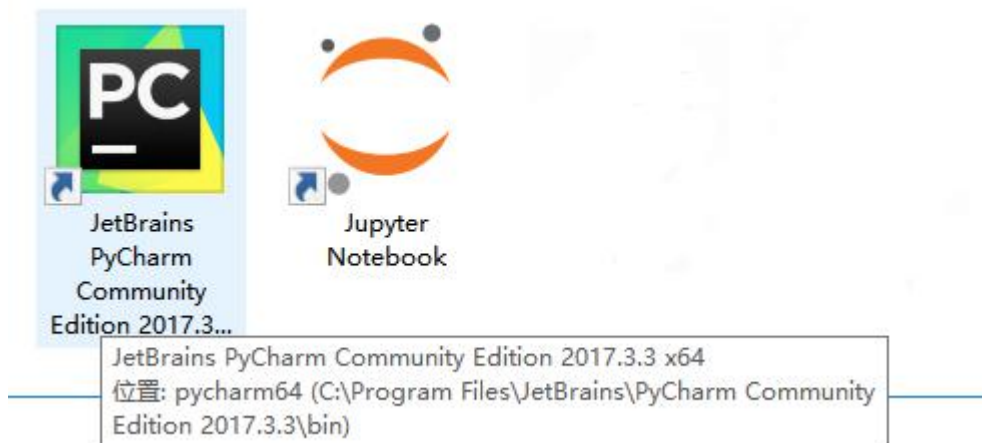 PC
JetBrains
PyCharm
Community
Edition 2017.3...
Jupyter
Notebook
JetBrains PyCharm Community Edition 2017.3.3 x64
位置: pycharm64 (C:\Program Files\JetBrains\PyCharm Community
Edition 2017.3.3\bin)